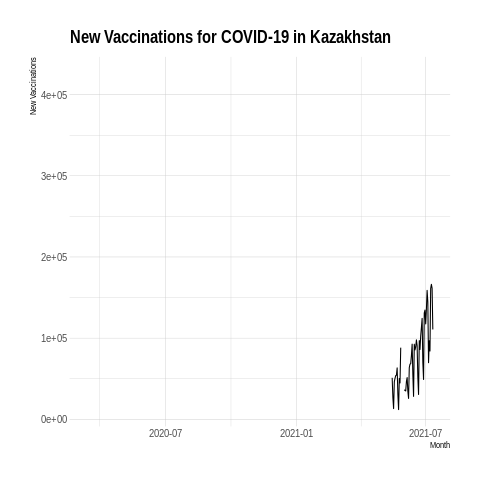 New Vaccinations for COVID-19 in Kazakhstan
New Vaccinations
4e+05
3e+05
2e+05
1e+05
0e+00
2020-07 2021-01 2021-07
Month